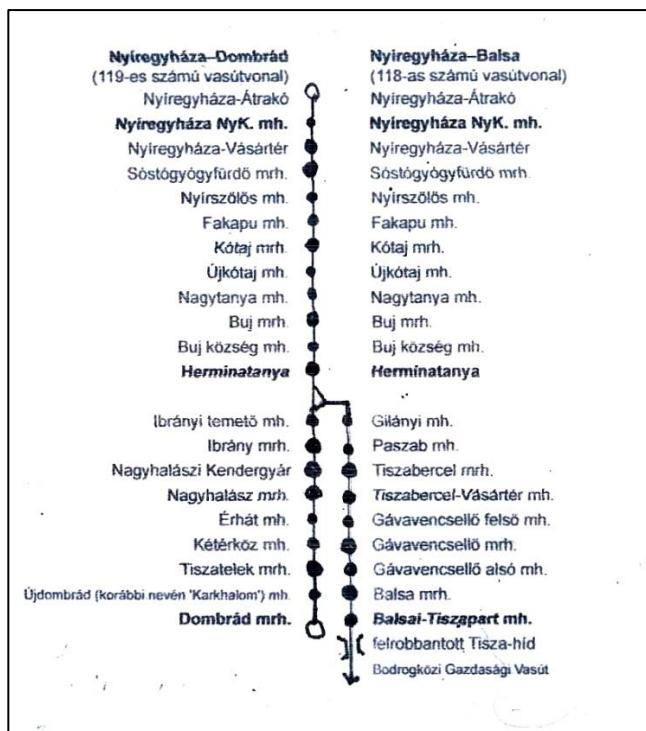 Nyíregyháza–Dombrád
(119-es számú vasútvonal)
Nyíregyháza-Átrakó
Nyíregyháza NyK. mh.
Nyíregyháza-Vásártér
Sóstógyógyfürdő mrh.
Nyírszőlős mh.
Fakapu mh.
Kótaj mrh.
Újkótaj mh.
Nagytanya mh.
Buj mrh.
Buj község mh.
Herminatanya
Ibrányi temető mh.
Ibrány mrh.
Nagyhalászi Kendergyár
Nagyhalász mrh.
Érhát mh.
Kétérköz mh.
Tiszatelek mrh.
Újdombrád (korábbi nevén 'Karkhalom') mh.
Dombrád mrh.
Nyíregyháza–Balsa
(118-as számú vasútvonal)
Nyíregyháza-Átrakó
Nyíregyháza NyK. mh.
Nyíregyháza-Vásártér
Sóstógyógyfürdő mrh.
Nyírszőlős mh.
Fakapu mh.
Kótaj mrh.
Újkótaj mh.
Nagytanya mh.
Buj mrh.
Buj község mh.
Herminatanya
Gilányi mh.
Paszab mh.
Tiszabercel mrh.
Tiszabercel-Vásártér mh.
Gávavencsellő felső mh.
Gávavencsellő mrh.
Gávavencsellő alsó mh.
Balsa mrh.
Balsai-Tiszapart mh.
felrobbantott Tisza-híd
Bodrogközi Gazdasági Vasút